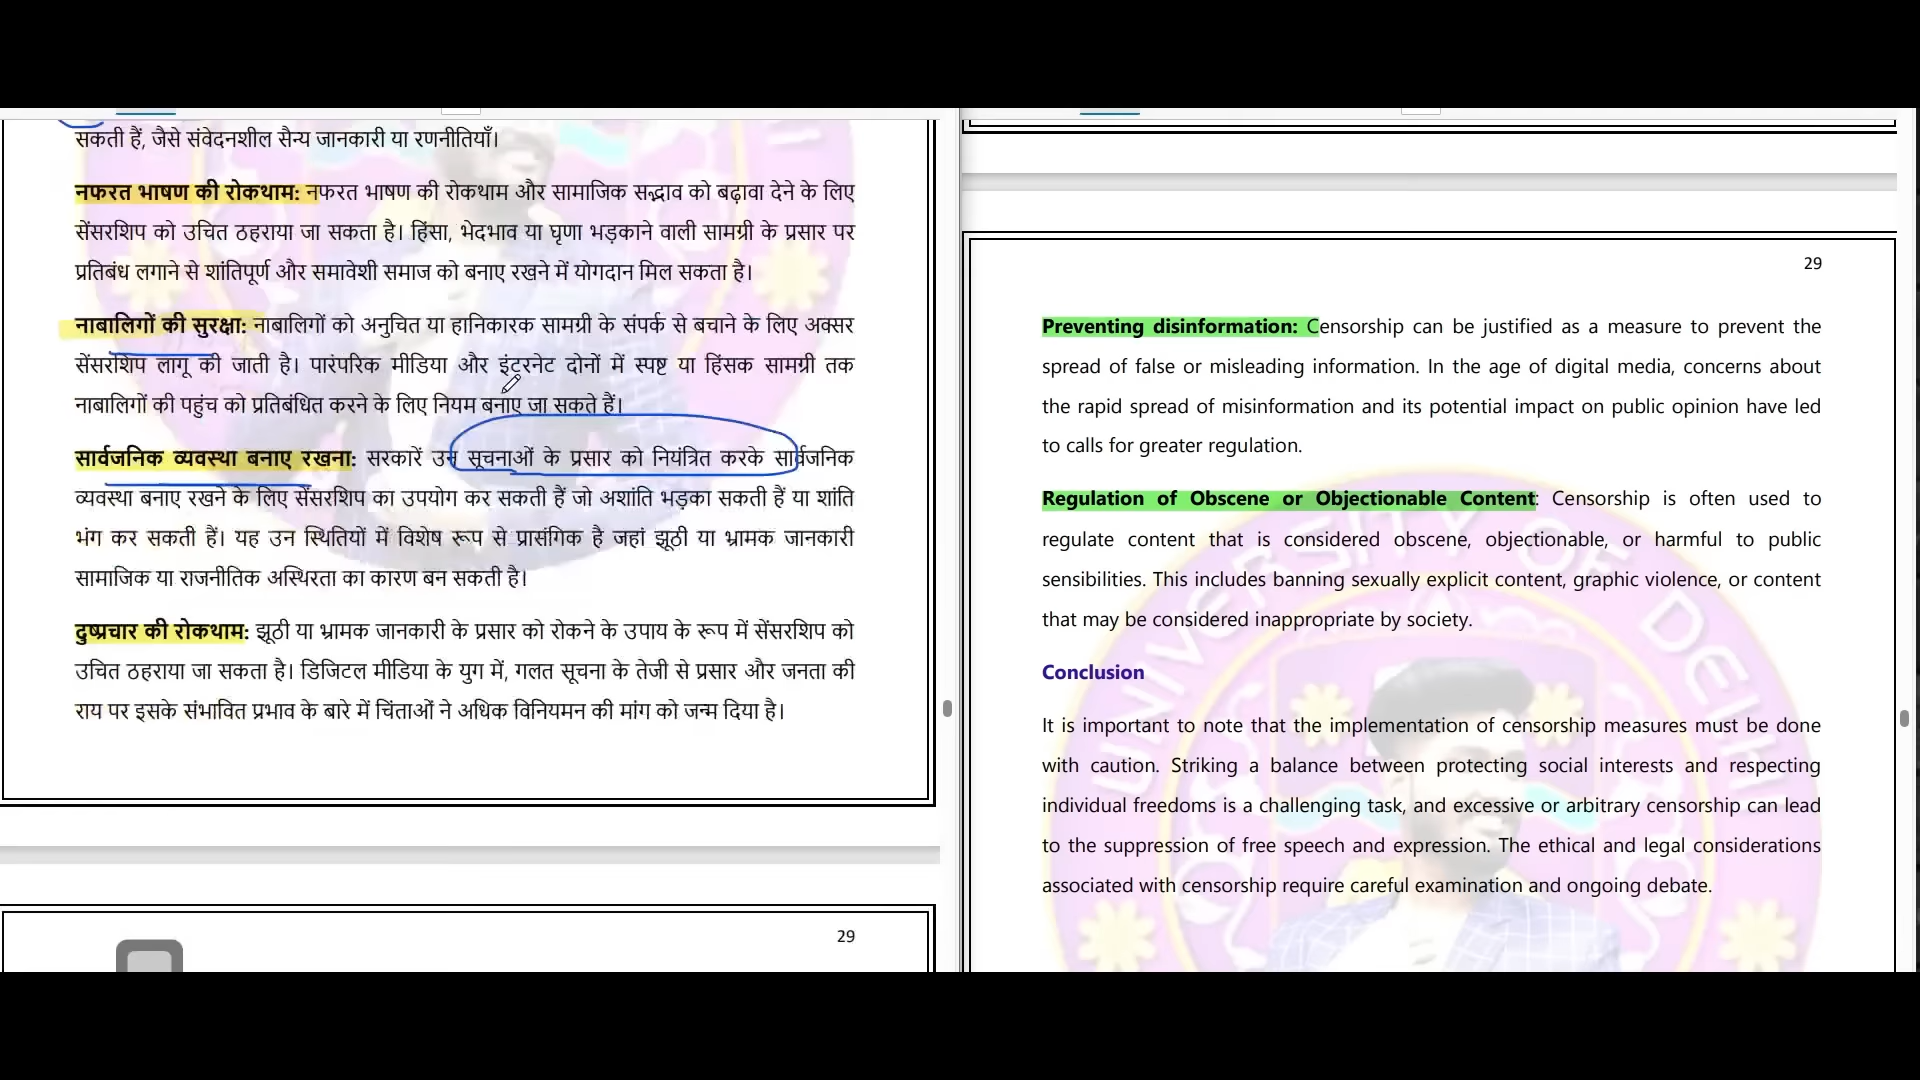 सकती हैं, जैसे संवेदनशील सैन्य जानकारी या रणनीतियाँ।
नफरत भाषण की रोकथाम: नफरत भाषण की रोकथाम और सामाजिक सद्भाव को बढ़ावा देने के लिए
सेंसरशिप को उचित ठहराया जा सकता है। हिंसा, भेदभाव या घृणा भड़काने वाली सामग्री के प्रसार पर
प्रतिबंध लगाने से शांतिपूर्ण और समावेशी समाज को बनाए रखने में योगदान मिल सकता है।
नाबालिगों की सुरक्षा: नाबालिगों को अनुचित या हानिकारक सामग्री के संपर्क से बचाने के लिए अक्सर
सेंसरशिप लागू की जाती है। पारंपरिक मीडिया और इंटरनेट दोनों में स्पष्ट या हिंसक सामग्री तक
नाबालिगों की पहुंच को प्रतिबंधित करने के लिए नियम बनाए जा सकते हैं।
सार्वजनिक व्यवस्था बनाए रखना: सरकारें उन सूचनाओं के प्रसार को नियंत्रित करके सार्वजनिक
व्यवस्था बनाए रखने के लिए सेंसरशिप का उपयोग कर सकती हैं जो अशांति भड़का सकती हैं या शांति
भंग कर सकती हैं। यह उन स्थितियों में विशेष रूप से प्रासंगिक है जहां झूठी या भ्रामक जानकारी
सामाजिक या राजनीतिक अस्थिरता का कारण बन सकती है।
दुष्प्रचार की रोकथाम: झूठी या भ्रामक जानकारी के प्रसार को रोकने के उपाय के रूप में सेंसरशिप को
उचित ठहराया जा सकता है। डिजिटल मीडिया के युग में, गलत सूचना के तेजी से प्रसार और जनता की
राय पर इसके संभावित प्रभाव के बारे में चिंताओं ने अधिक विनियमन की मांग को जन्म दिया है।
29
29
Preventing disinformation: Censorship can be justified as a measure to prevent the
spread of false or misleading information. In the age of digital media, concerns about
the rapid spread of misinformation and its potential impact on public opinion have led
to calls for greater regulation.
Regulation of Obscene or Objectionable Content: Censorship is often used to
regulate content that is considered obscene, objectionable, or harmful to public
sensibilities. This includes banning sexually explicit content, graphic violence, or content
that may be considered inappropriate by society.
Conclusion
It is important to note that the implementation of censorship measures must be done
with caution. Striking a balance between protecting social interests and respecting
individual freedoms is a challenging task, and excessive or arbitrary censorship can lead
to the suppression of free speech and expression. The ethical and legal considerations
associated with censorship require careful examination and ongoing debate.
UNIVERSITY OF DELHI